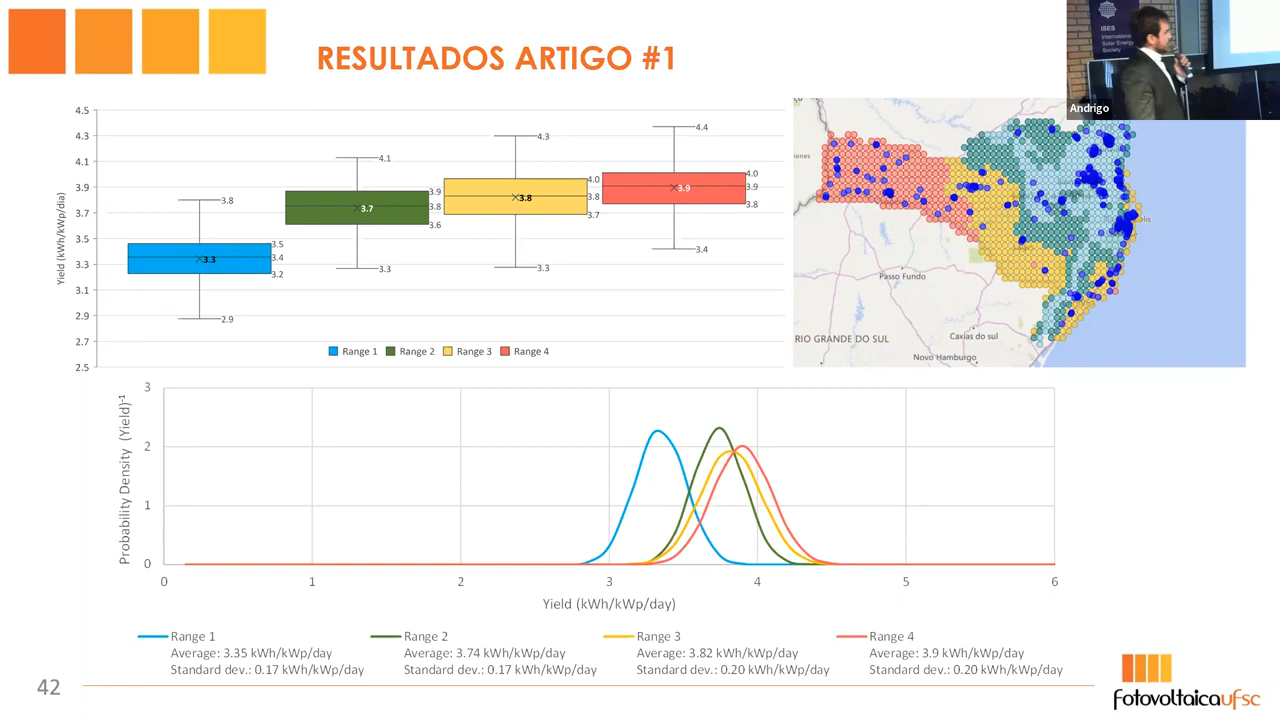 RESULTADOS ARTIGO #1
ISES
International
Solar Energy
Society
Andrigo
Yield (kWh/kWp/dia)
4.5
4.3
4.1
3.9
3.7
3.5
3.3
3.1
2.9
2.7
2.5
3.8
3.5
3.3
3.4
3.2
2.9
4.1
3.9
3.7
3.8
3.6
3.3
4.3
4.0
3.8
3.8
3.7
3.3
4.4
4.0
3.9
3.9
3.8
3.4
Range 1
Range 2
Range 3
Range 4
iones
lis
Passo Fundo
RIO GRANDE DO SUL
Caxias do sul
Novo Hamburgo
Probability Density (Yield)⁻¹
3
2
1
0
0 1 2 3 4 5 6
Yield (kWh/kWp/day)
Range 1
Average: 3.35 kWh/kWp/day
Standard dev.: 0.17 kWh/kWp/day
Range 2
Average: 3.74 kWh/kWp/day
Standard dev.: 0.17 kWh/kWp/day
Range 3
Average: 3.82 kWh/kWp/day
Standard dev.: 0.20 kWh/kWp/day
Range 4
Average: 3.9 kWh/kWp/day
Standard dev.: 0.20 kWh/kWp/day
42
fotovoltaicaufsc